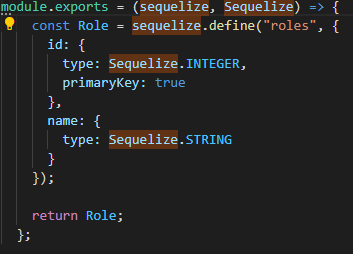 module.exports = (sequelize, Sequelize) => {
  const Role = sequelize.define("roles", {
    id: {
      type: Sequelize.INTEGER,
      primaryKey: true
    },
    name: {
      type: Sequelize.STRING
    }
  });

  return Role;
};